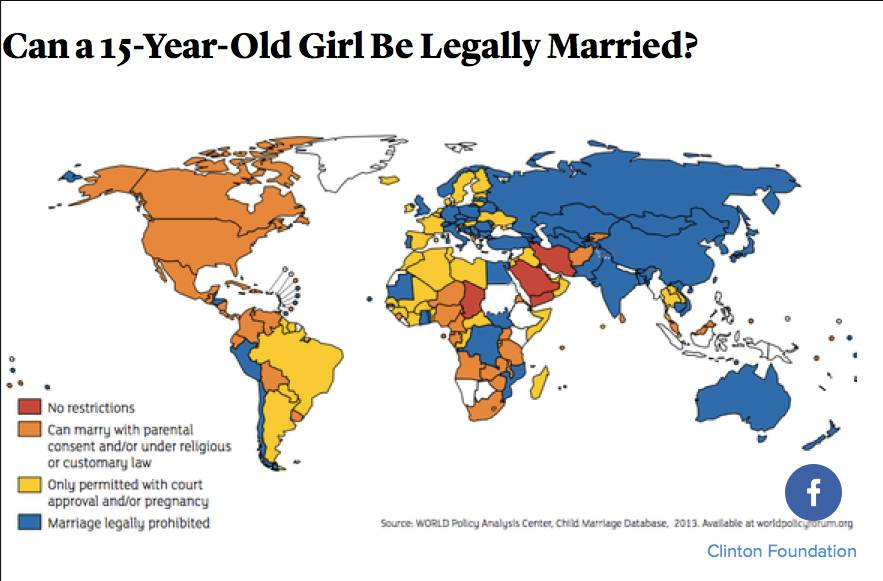 Can a 15-Year-Old Girl Be Legally Married?
No restrictions
Can marry with parental
consent and/or under religious
or customary law
Only permitted with court
approval and/or pregnancy
Marriage legally prohibited
Source: WORLD Policy Analysis Center, Child Marriage Database, 2013. Available at worldpolicyforum.org
f
Clinton Foundation